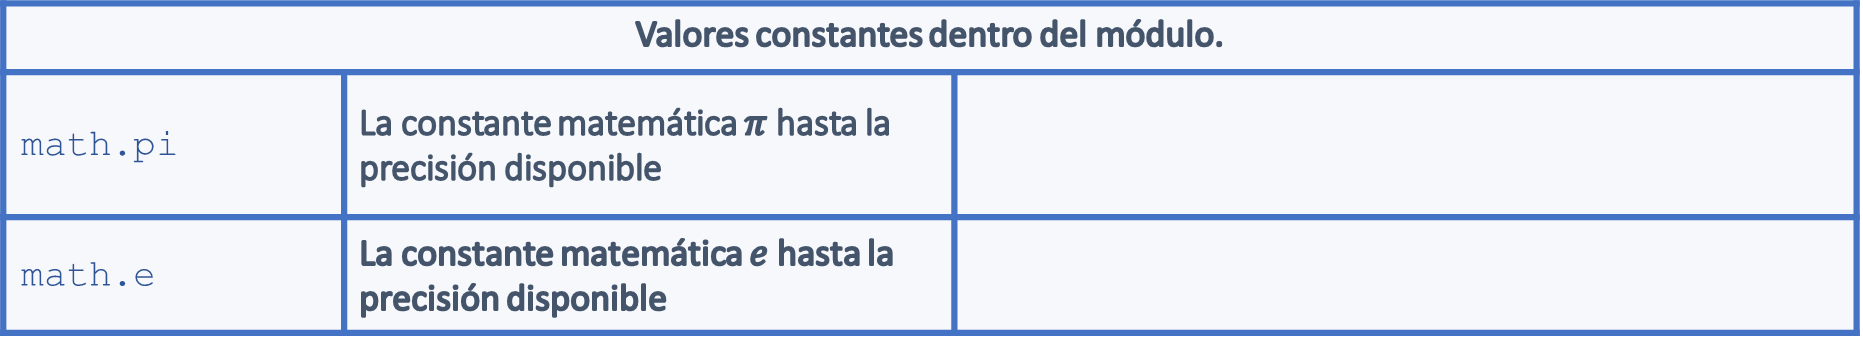 Valores constantes dentro del módulo.
math.pi
La constante matemática π hasta la
precisión disponible
math.e
La constante matemática e hasta la
precisión disponible